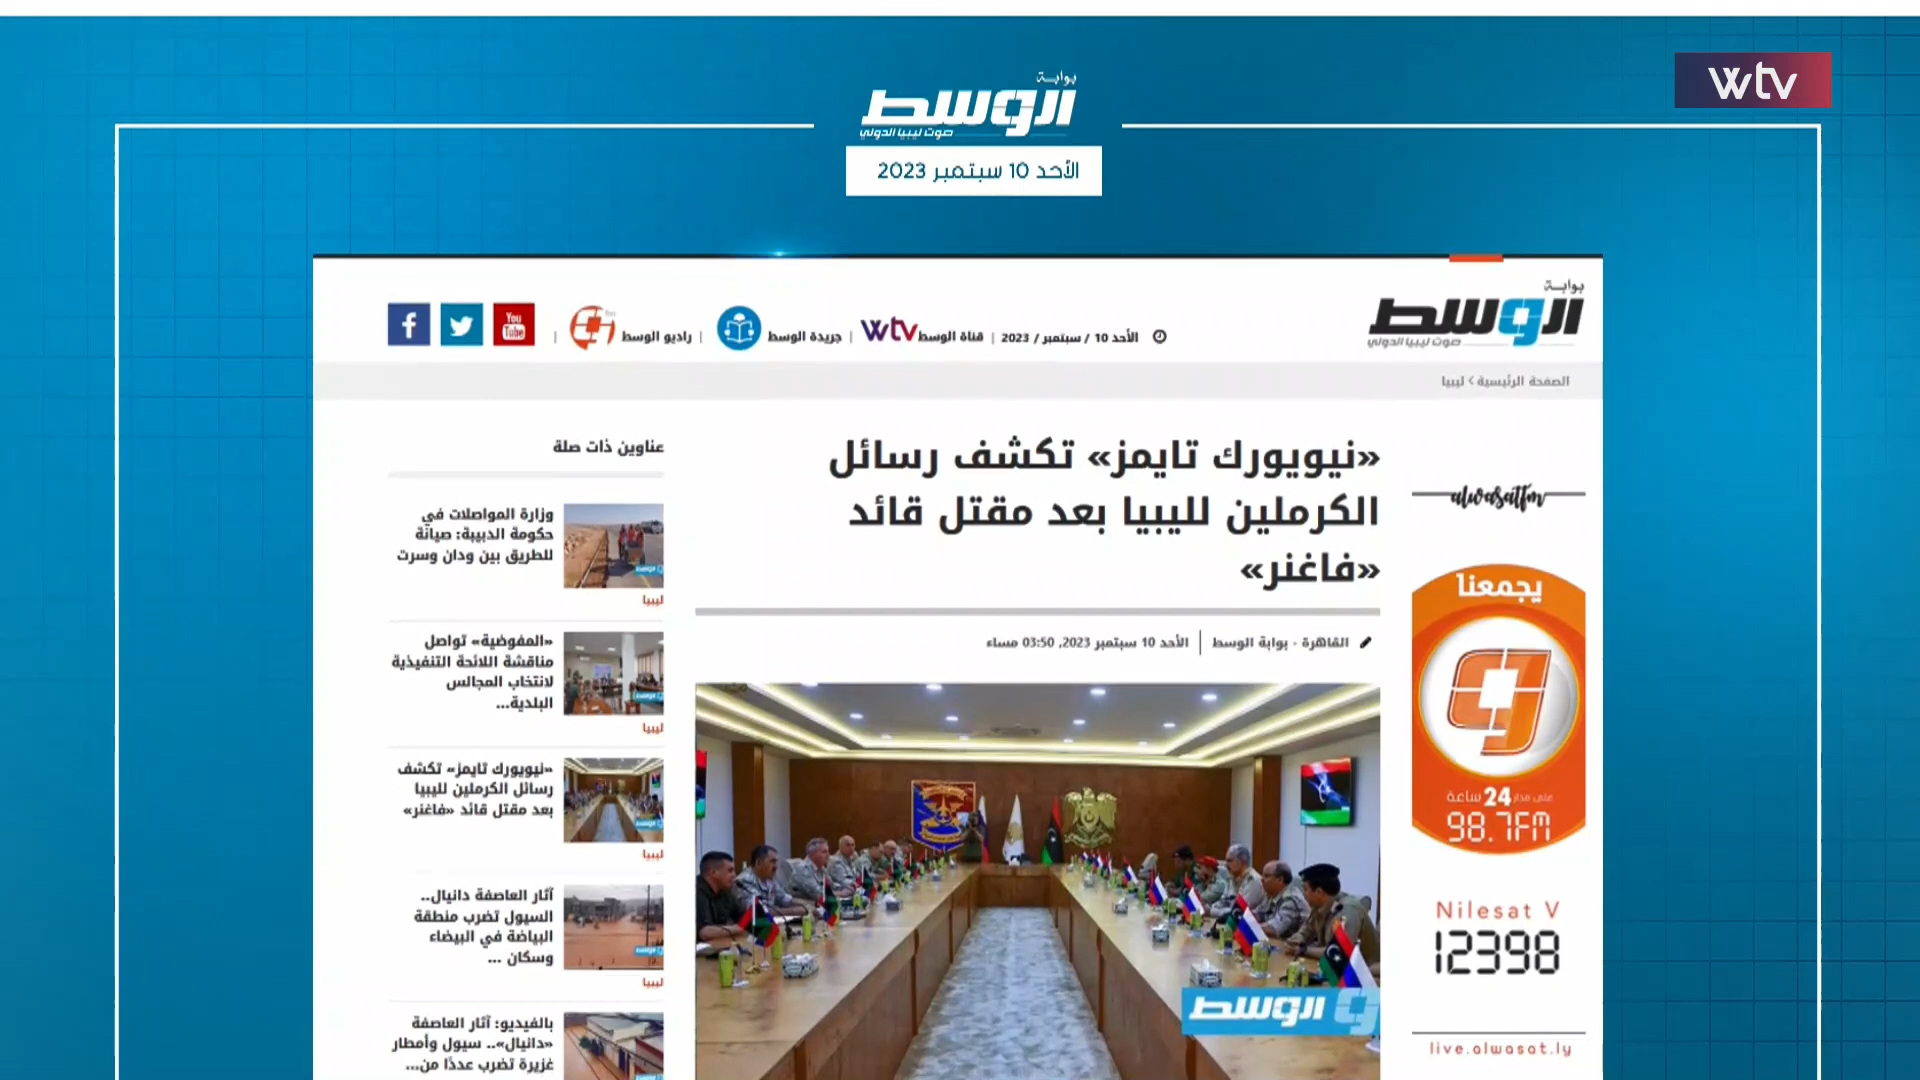 wtv
بوابة
الوسط
صوت ليبيا الدولي
الأحد 10 سبتمبر 2023
بوابة
الوسط
صوت ليبيا الدولي
الأحد 10 / سبتمبر / 2023 | قناة الوسط wtv | جريدة الوسط | راديو الوسط |
You
Tube
الصفحة الرئيسية > ليبيا
«نيويورك تايمز» تكشف رسائل
الكرملين لليبيا بعد مقتل قائد
«فاغنر»
القاهرة - بوابة الوسط | الأحد 10 سبتمبر 2023, 03:50 مساء
الوسط
alwasatfm
يجمعنا
على مدار 24 ساعة
98.7FM
Nilesat V
12398
live.alwasat.ly
عناوين ذات صلة
وزارة المواصلات في
حكومة الدبيبة: صيانة
للطريق بين ودان وسرت
ليبيا
«المفوضية» تواصل
مناقشة اللائحة التنفيذية
لانتخاب المجالس
البلدية...
ليبيا
«نيويورك تايمز» تكشف
رسائل الكرملين لليبيا
بعد مقتل قائد «فاغنر»
ليبيا
آثار العاصفة دانيال..
السيول تضرب منطقة
البياضة في البيضاء
وسكان ...
ليبيا
بالفيديو: آثار العاصفة
«دانيال».. سيول وأمطار
غزيرة تضرب عددًا من...